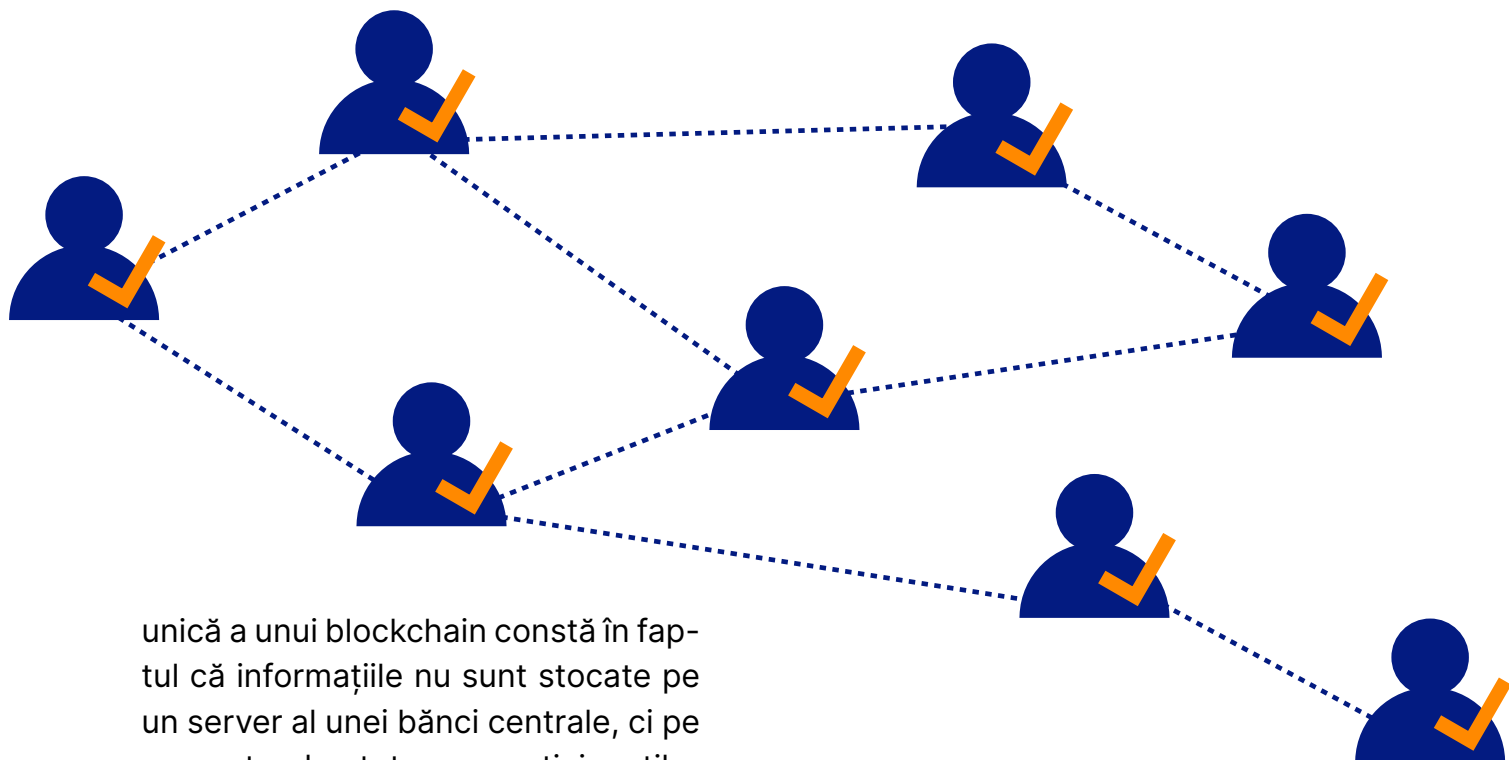 unică a unui blockchain constă în fap-
tul că informațiile nu sunt stocate pe
un server al unei bănci centrale, ci pe